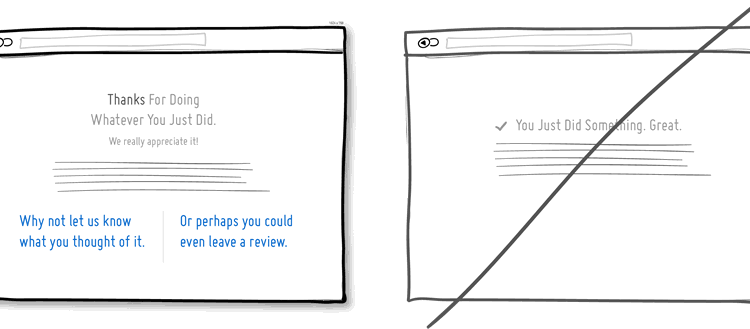 Thanks For Doing
Whatever You Just Did.
We really appreciate it!
Why not let us know
what you thought of it.
Or perhaps you could
even leave a review.
You Just Did Something. Great.